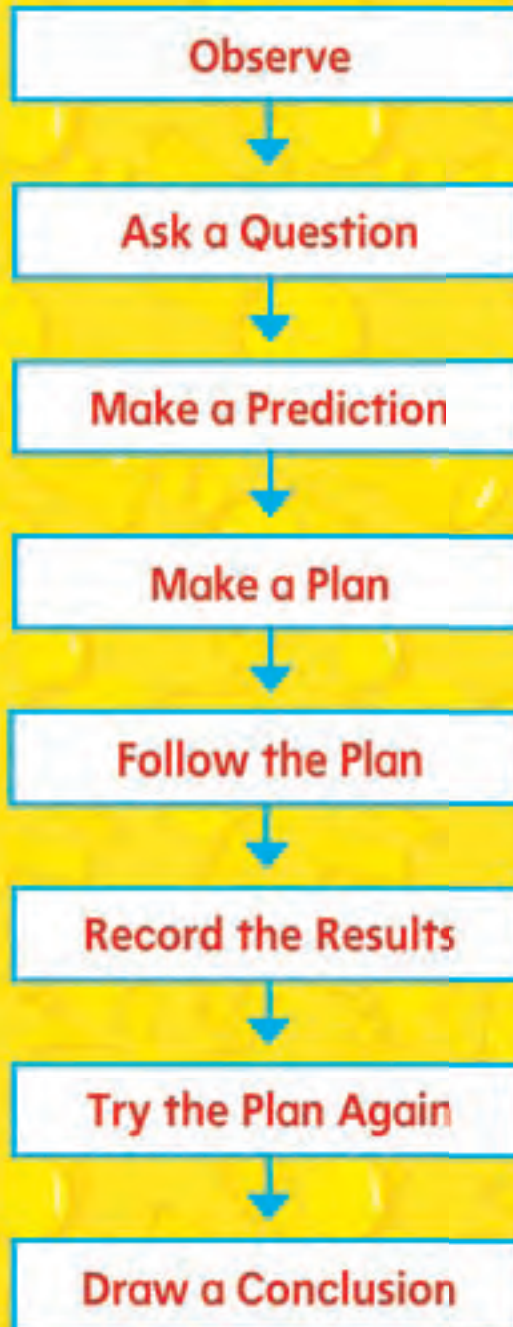 Observe
Ask a Question
Make a Prediction
Make a Plan
Follow the Plan
Record the Results
Try the Plan Again
Draw a Conclusion